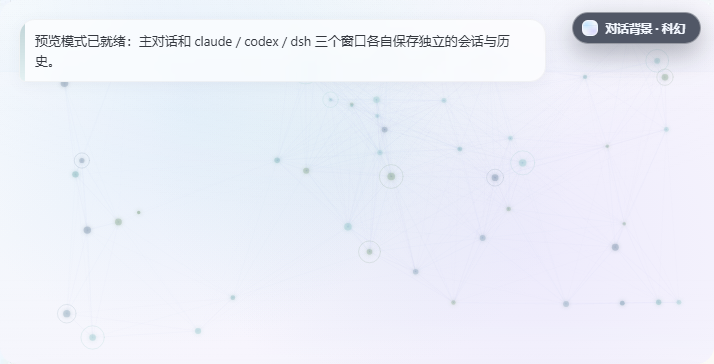 预览模式已就绪：主对话和 claude / codex / dsh 三个窗口各自保存独立的会话与历
史。
对话背景 · 科幻